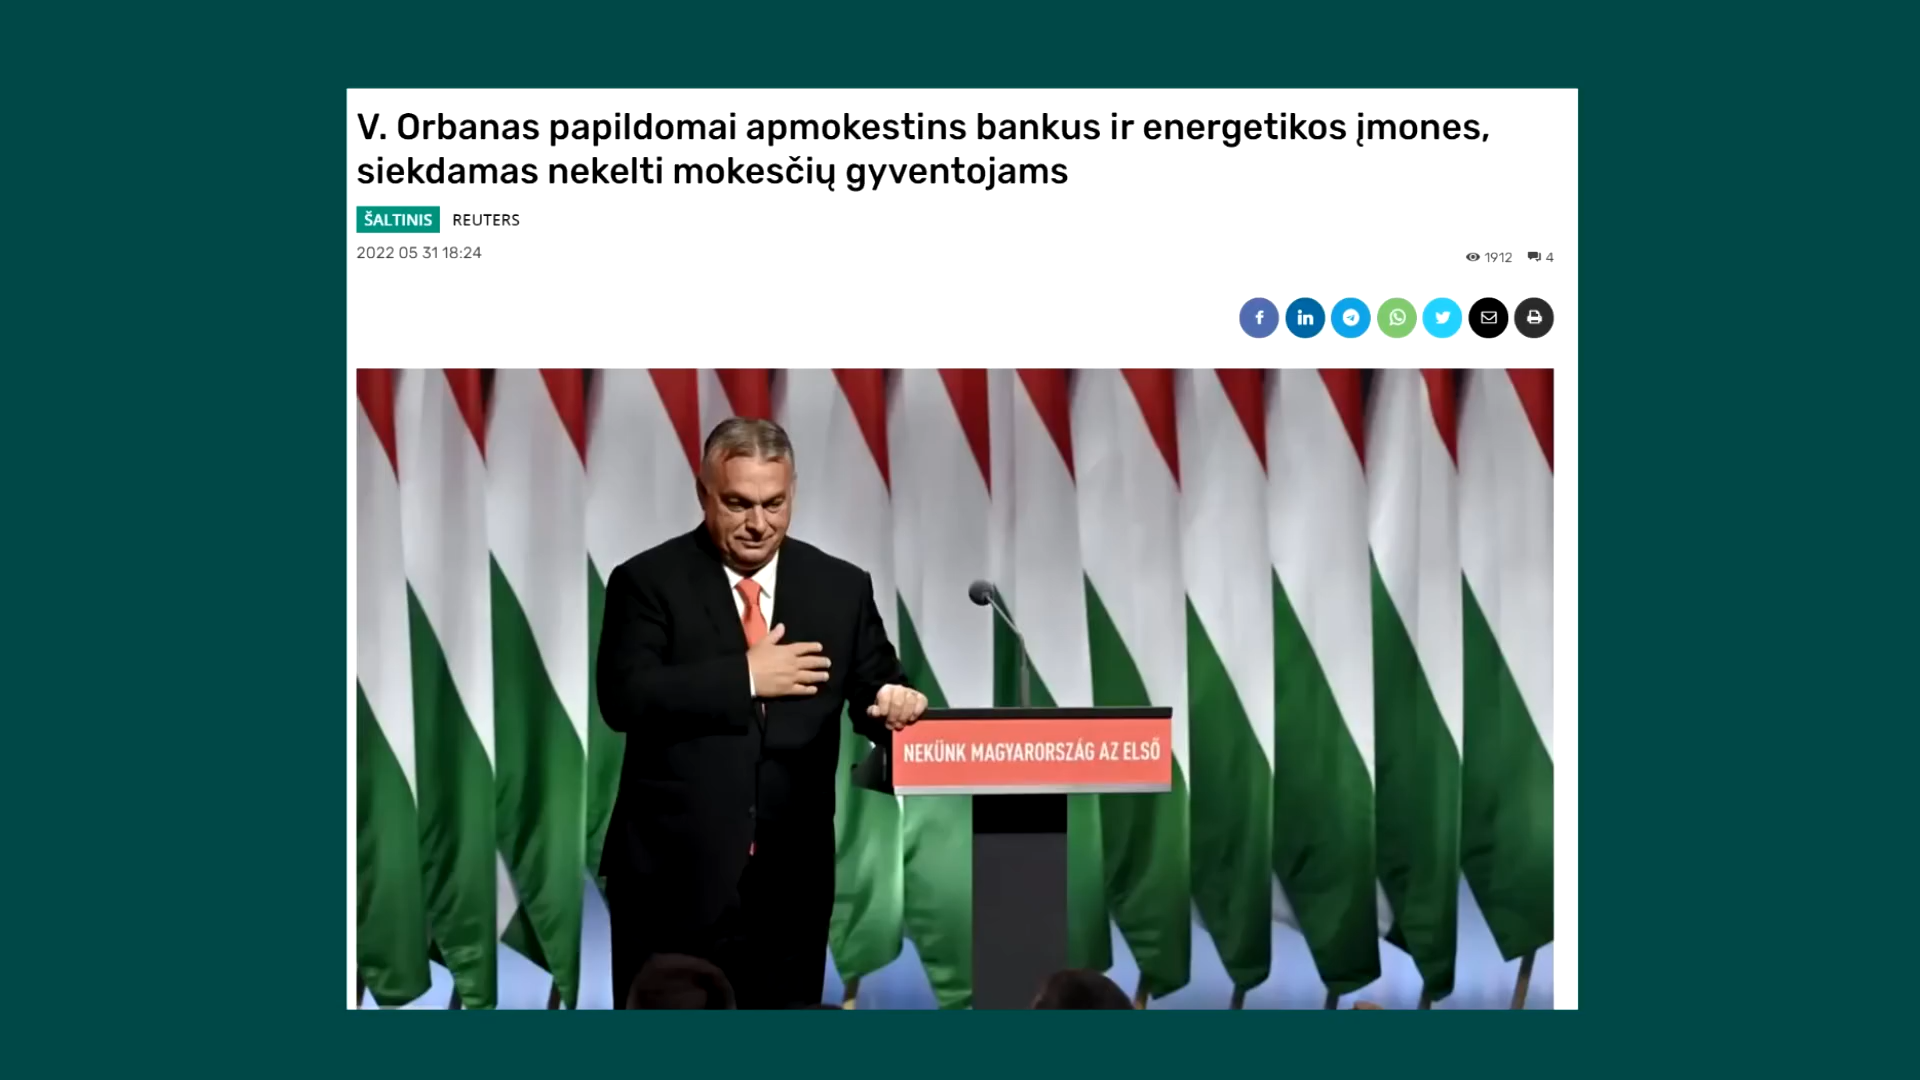 V. Orbanas papildomai apmokestins bankus ir energetikos įmones,
siekdamas nekelti mokesčių gyventojams
ŠALTINIS REUTERS
2022 05 31 18:24
1912 4
NEKÜNK MAGYARORSZÁG AZ ELSŐ